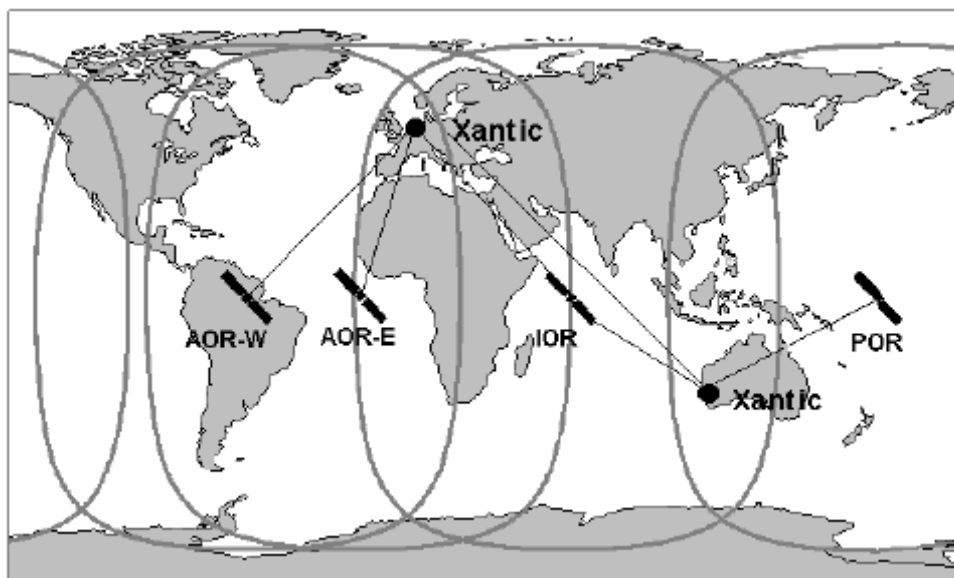 Xantic
AOR-W
AOR-E
IOR
POR
Xantic